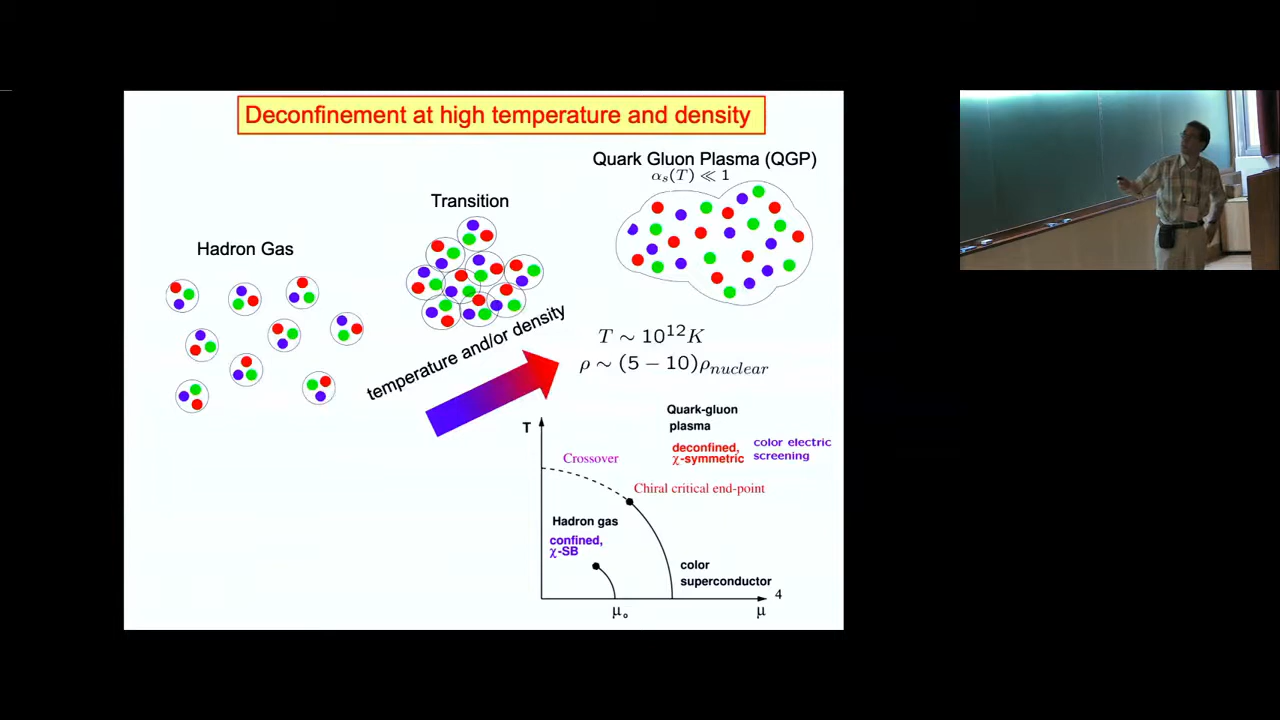 Deconfinement at high temperature and density
Quark Gluon Plasma (QGP)
αs(T) ≪ 1
Transition
Hadron Gas
temperature and/or density
T ∼ 10¹²K
ρ ∼ (5 − 10)ρnuclear
Quark-gluon
plasma
deconfined,
χ-symmetric
color electric
screening
T
Crossover
Chiral critical end-point
Hadron gas
confined,
χ-SB
color
superconductor
4
μ₀
μ